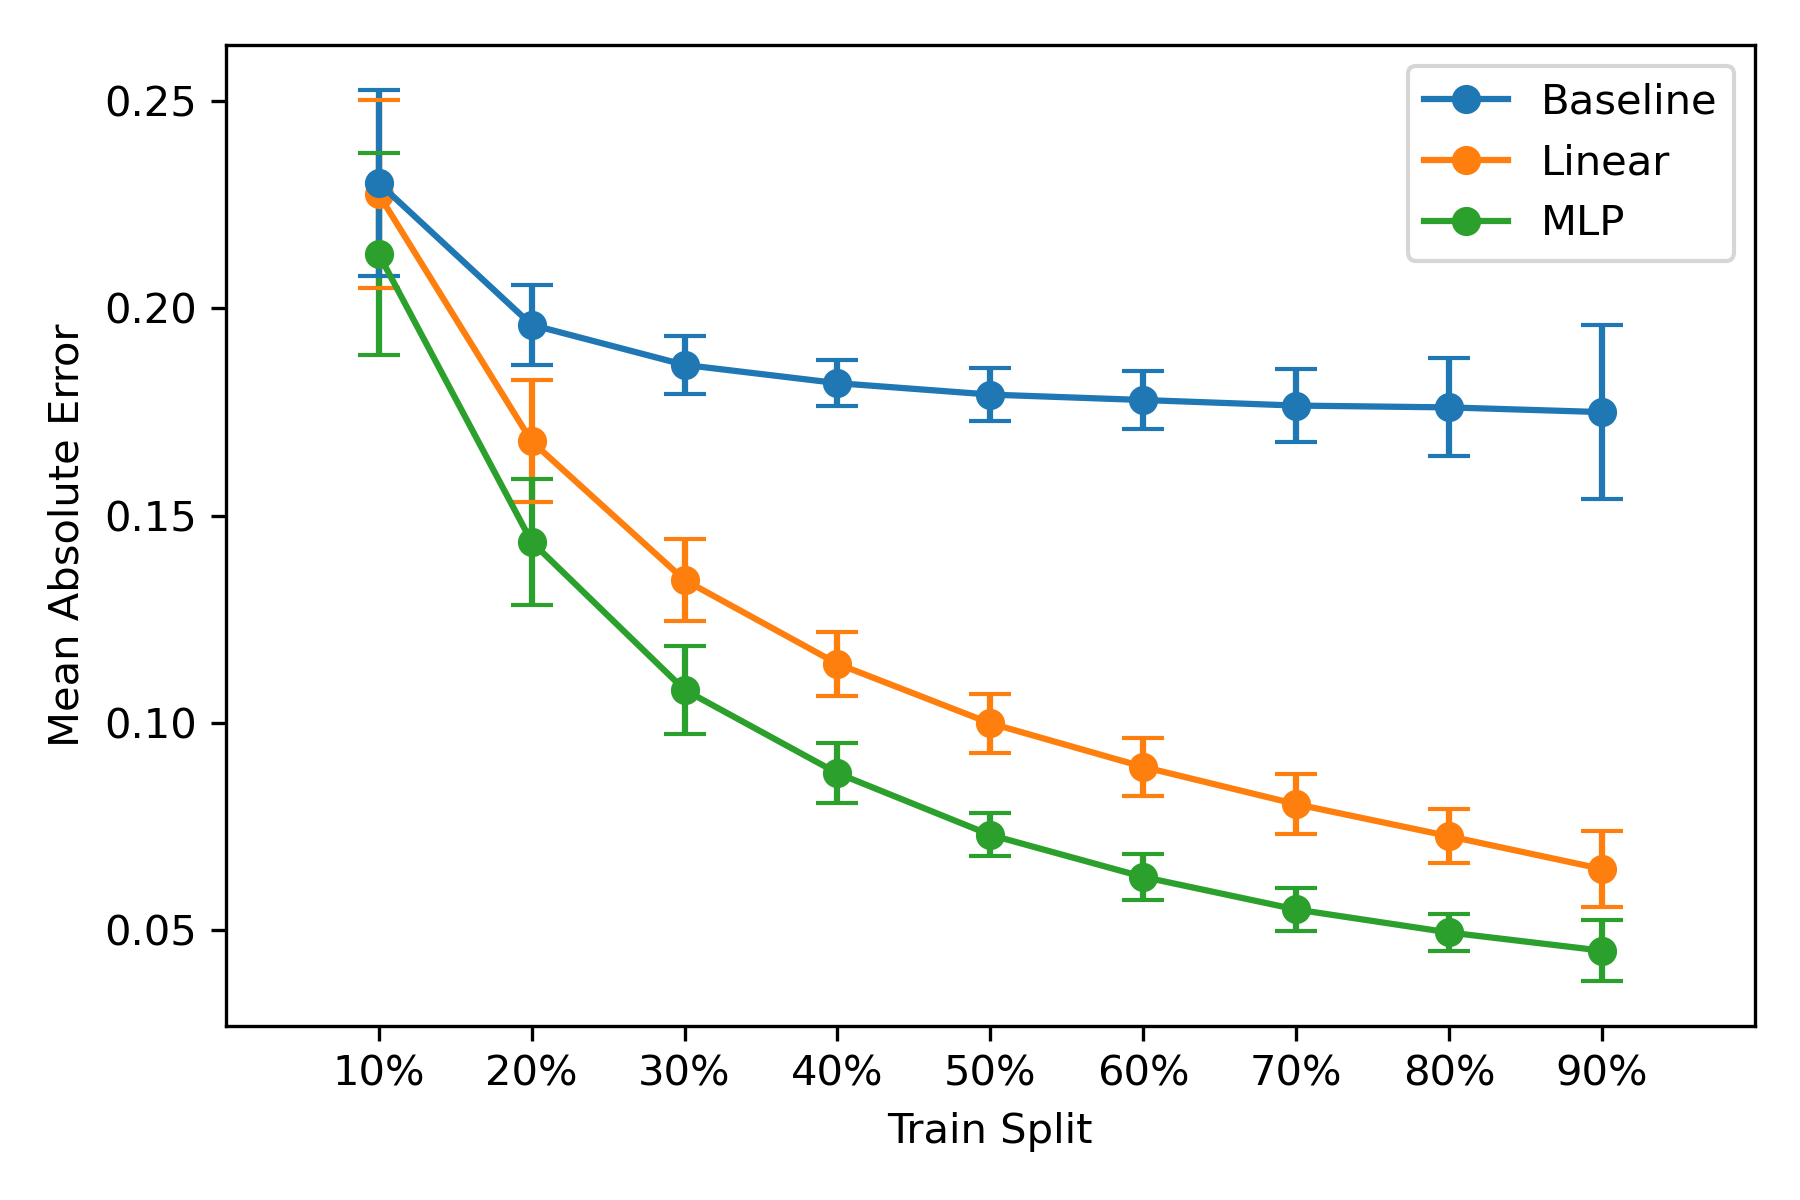 0.25
0.20
0.15
0.10
0.05
Mean Absolute Error
Baseline
Linear
MLP
10% 20% 30% 40% 50% 60% 70% 80% 90%
Train Split